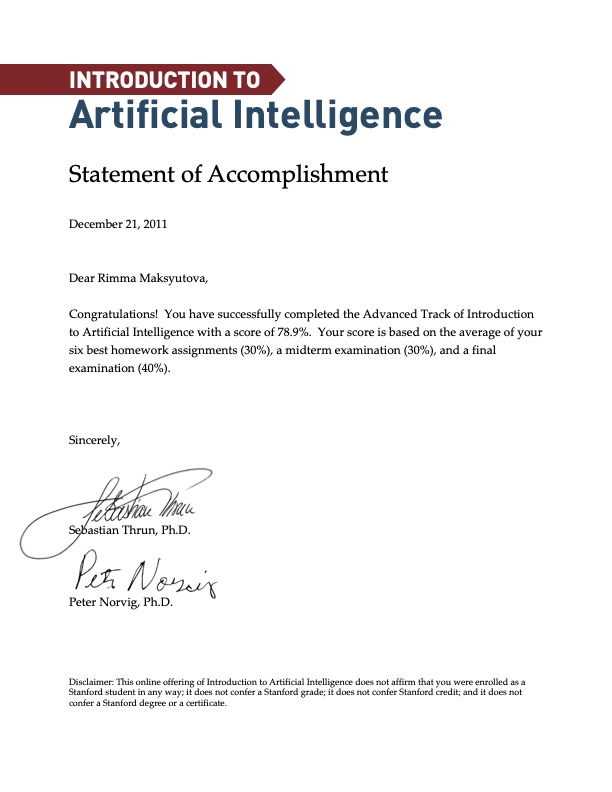 INTRODUCTION TO
Artificial Intelligence
Statement of Accomplishment
December 21, 2011
Dear Rimma Maksyutova,
Congratulations!  You have successfully completed the Advanced Track of Introduction
to Artificial Intelligence with a score of 78.9%.  Your score is based on the average of your
six best homework assignments (30%), a midterm examination (30%), and a final
examination (40%).
Sincerely,
Sebastian Thrun
Sebastian Thrun, Ph.D.
Peter Norvig
Peter Norvig, Ph.D.
Disclaimer: This online offering of Introduction to Artificial Intelligence does not affirm that you were enrolled as a
Stanford student in any way; it does not confer a Stanford grade; it does not confer Stanford credit; and it does not
confer a Stanford degree or a certificate.